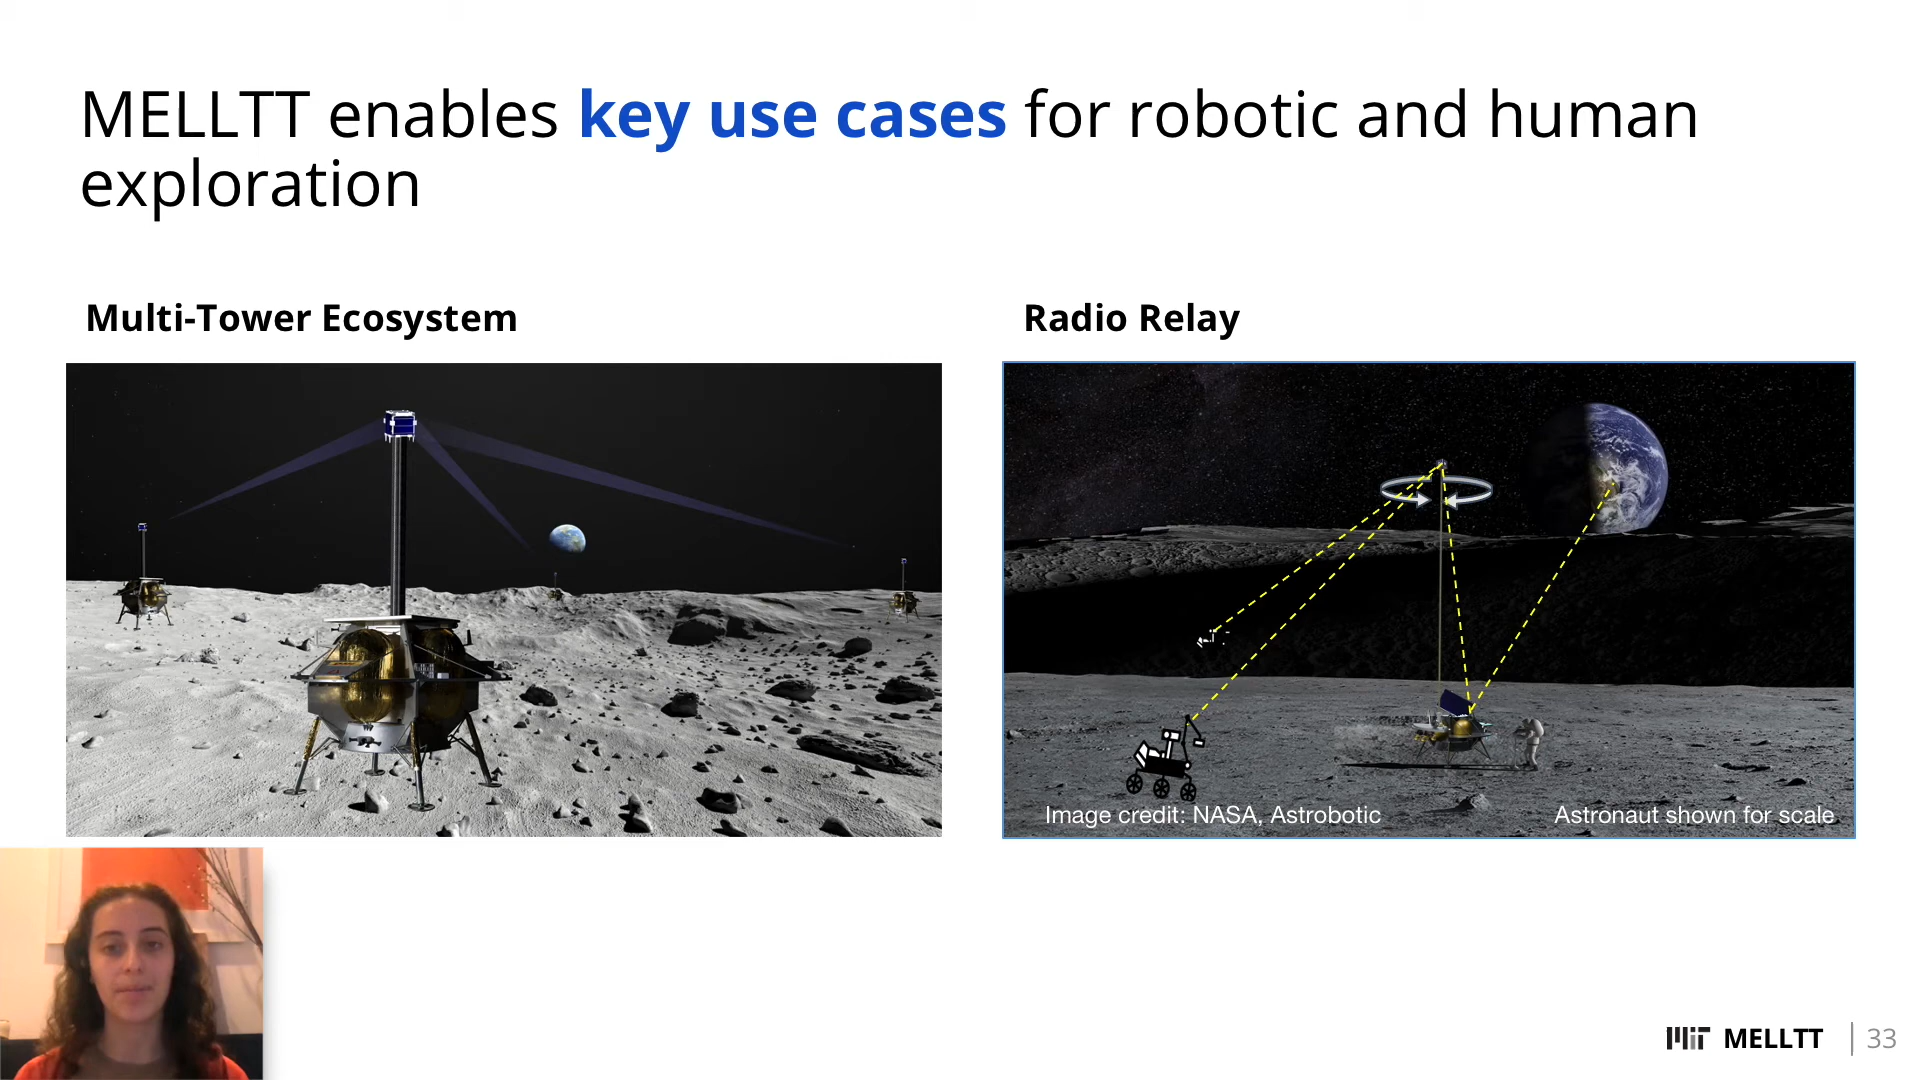 MELLTT enables key use cases for robotic and human
exploration
Multi-Tower Ecosystem
Radio Relay
Image credit: NASA, Astrobotic
Astronaut shown for scale
MIT MELLTT | 33